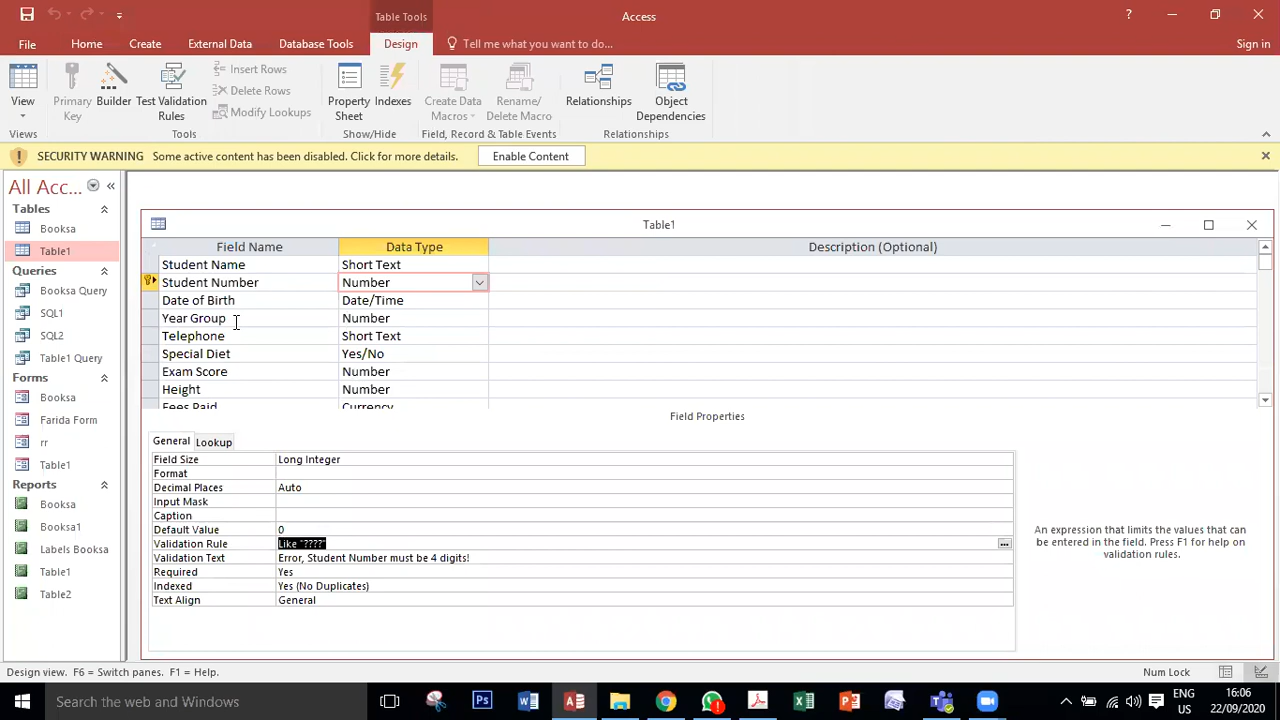 Table Tools
Access
Sign in
File
Home
Create
External Data
Database Tools
Design
Tell me what you want to do...
View
Views
Primary Key
Builder
Test Validation Rules
Insert Rows
Delete Rows
Modify Lookups
Tools
Property Sheet
Indexes
Show/Hide
Create Data Macros
Rename/ Delete Macro
Field, Record & Table Events
Relationships
Object Dependencies
Relationships
SECURITY WARNING Some active content has been disabled. Click for more details.
Enable Content
All Acc...
Tables
Booksa
Table1
Queries
Booksa Query
SQL1
SQL2
Table1 Query
Forms
Booksa
Farida Form
rr
Table1
Reports
Booksa
Booksa1
Labels Booksa
Table1
Table2
Table1
Field Name Data Type Description (Optional)
Student Name Short Text
Student Number Number
Date of Birth Date/Time
Year Group Number
Telephone Short Text
Special Diet Yes/No
Exam Score Number
Height Number
Fees Paid Currency
Field Properties
General Lookup
Field Size Long Integer
Format
Decimal Places Auto
Input Mask
Caption
Default Value 0
Validation Rule Like "????"
Validation Text Error, Student Number must be 4 digits!
Required Yes
Indexed Yes (No Duplicates)
Text Align General
An expression that limits the values that can
be entered in the field. Press F1 for help on
validation rules.
Design view. F6 = Switch panes. F1 = Help.
Num Lock
Search the web and Windows
ENG
US
16:06
22/09/2020